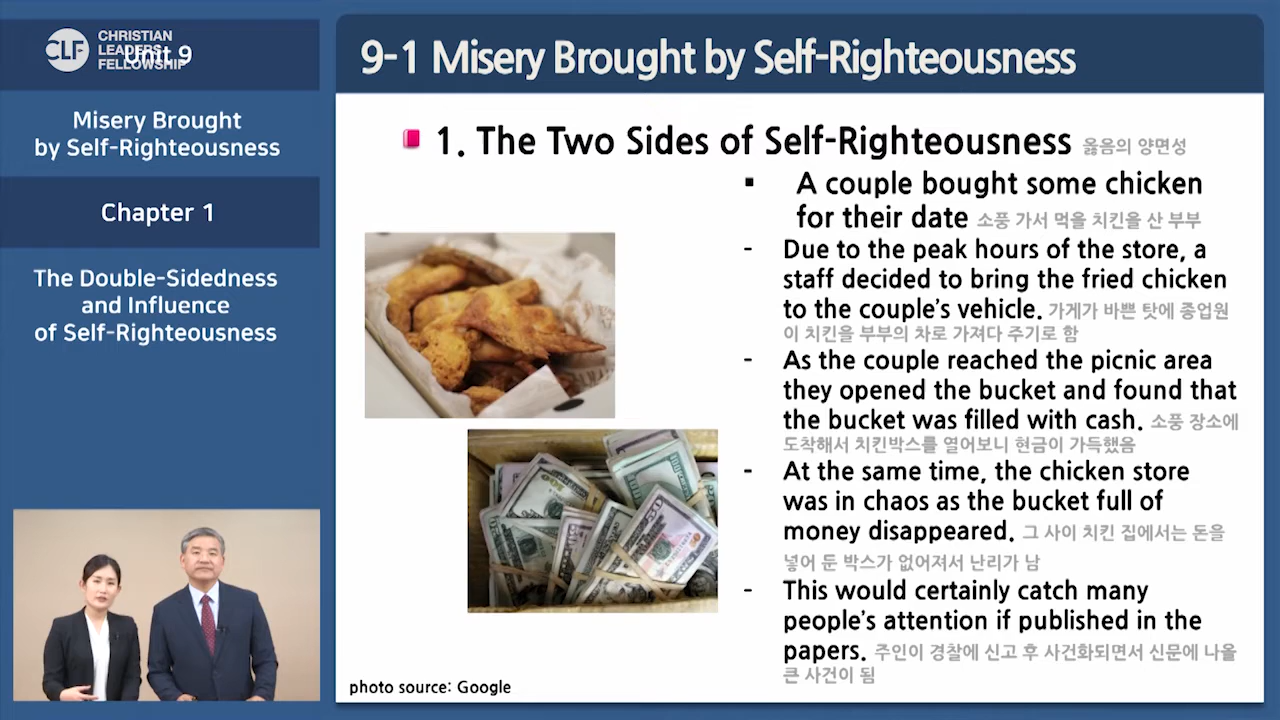 CLF
CHRISTIAN
LEADERS
FELLOWSHIP
Unit 9
Misery Brought
by Self-Righteousness
Chapter 1
The Double-Sidedness
and Influence
of Self-Righteousness
9-1 Misery Brought by Self-Righteousness
1. The Two Sides of Self-Righteousness 옳음의 양면성
▪ A couple bought some chicken
for their date 소풍 가서 먹을 치킨을 산 부부
- Due to the peak hours of the store, a
staff decided to bring the fried chicken
to the couple's vehicle. 가게가 바쁜 탓에 종업원
이 치킨을 부부의 차로 가져다 주기로 함
- As the couple reached the picnic area
they opened the bucket and found that
the bucket was filled with cash. 소풍 장소에
도착해서 치킨박스를 열어보니 현금이 가득했음
- At the same time, the chicken store
was in chaos as the bucket full of
money disappeared. 그 사이 치킨 집에서는 돈을
넣어 둔 박스가 없어져서 난리가 남
- This would certainly catch many
people's attention if published in the
papers. 주인이 경찰에 신고 후 사건화되면서 신문에 나올
큰 사건이 됨
photo source: Google